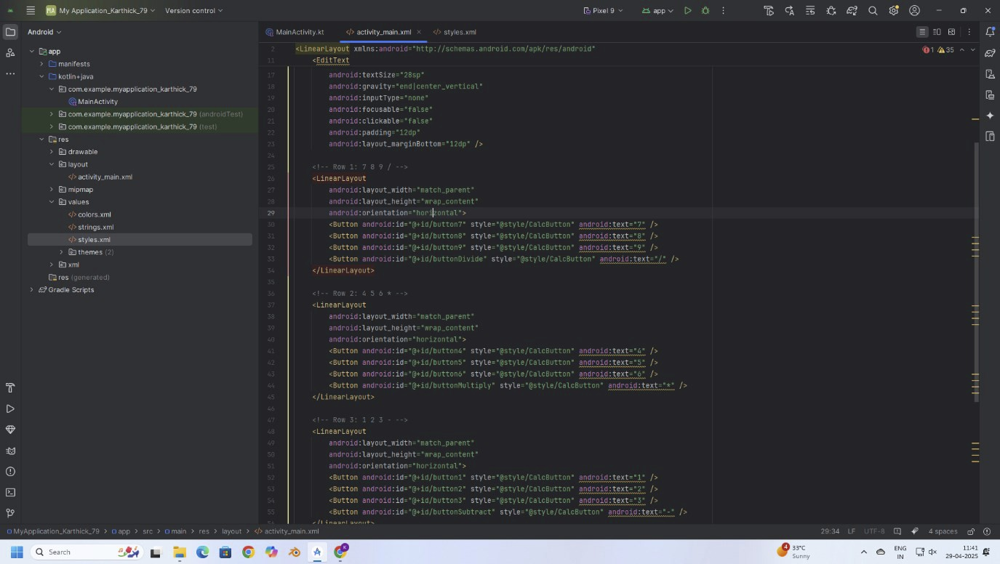 MA My Application_Karthick_79 Version control Pixel 9 app
Android MainActivity.kt activity_main.xml styles.xml
app
manifests
kotlin+java
com.example.myapplication_karthick_79
MainActivity
com.example.myapplication_karthick_79 (androidTest)
com.example.myapplication_karthick_79 (test)
res
drawable
layout
activity_main.xml
mipmap
values
colors.xml
strings.xml
styles.xml
themes (2)
xml
res (generated)
Gradle Scripts
1 35
2 <LinearLayout xmlns:android="http://schemas.android.com/apk/res/android"
11 <EditText
17 android:textSize="28sp"
18 android:gravity="end|center_vertical"
19 android:inputType="none"
20 android:focusable="false"
21 android:clickable="false"
22 android:padding="12dp"
23 android:layout_marginBottom="12dp" />
24
25 <!-- Row 1: 7 8 9 / -->
26 <LinearLayout
27 android:layout_width="match_parent"
28 android:layout_height="wrap_content"
29 android:orientation="horizontal">
30 <Button android:id="@+id/button7" style="@style/CalcButton" android:text="7" />
31 <Button android:id="@+id/button8" style="@style/CalcButton" android:text="8" />
32 <Button android:id="@+id/button9" style="@style/CalcButton" android:text="9" />
33 <Button android:id="@+id/buttonDivide" style="@style/CalcButton" android:text="/" />
34 </LinearLayout>
35
36 <!-- Row 2: 4 5 6 * -->
37 <LinearLayout
38 android:layout_width="match_parent"
39 android:layout_height="wrap_content"
40 android:orientation="horizontal">
41 <Button android:id="@+id/button4" style="@style/CalcButton" android:text="4" />
42 <Button android:id="@+id/button5" style="@style/CalcButton" android:text="5" />
43 <Button android:id="@+id/button6" style="@style/CalcButton" android:text="6" />
44 <Button android:id="@+id/buttonMultiply" style="@style/CalcButton" android:text="*" />
45 </LinearLayout>
46
47 <!-- Row 3: 1 2 3 - -->
48 <LinearLayout
49 android:layout_width="match_parent"
50 android:layout_height="wrap_content"
51 android:orientation="horizontal">
52 <Button android:id="@+id/button1" style="@style/CalcButton" android:text="1" />
53 <Button android:id="@+id/button2" style="@style/CalcButton" android:text="2" />
54 <Button android:id="@+id/button3" style="@style/CalcButton" android:text="3" />
55 <Button android:id="@+id/buttonSubtract" style="@style/CalcButton" android:text="-" />
</LinearLayout>
MyApplication_Karthick_79 > app > src > main > res > layout > activity_main.xml 29:34 LF UTF-8 4 spaces
Search
4
33°C
Sunny
ENG
IN
11:41
29-04-2025